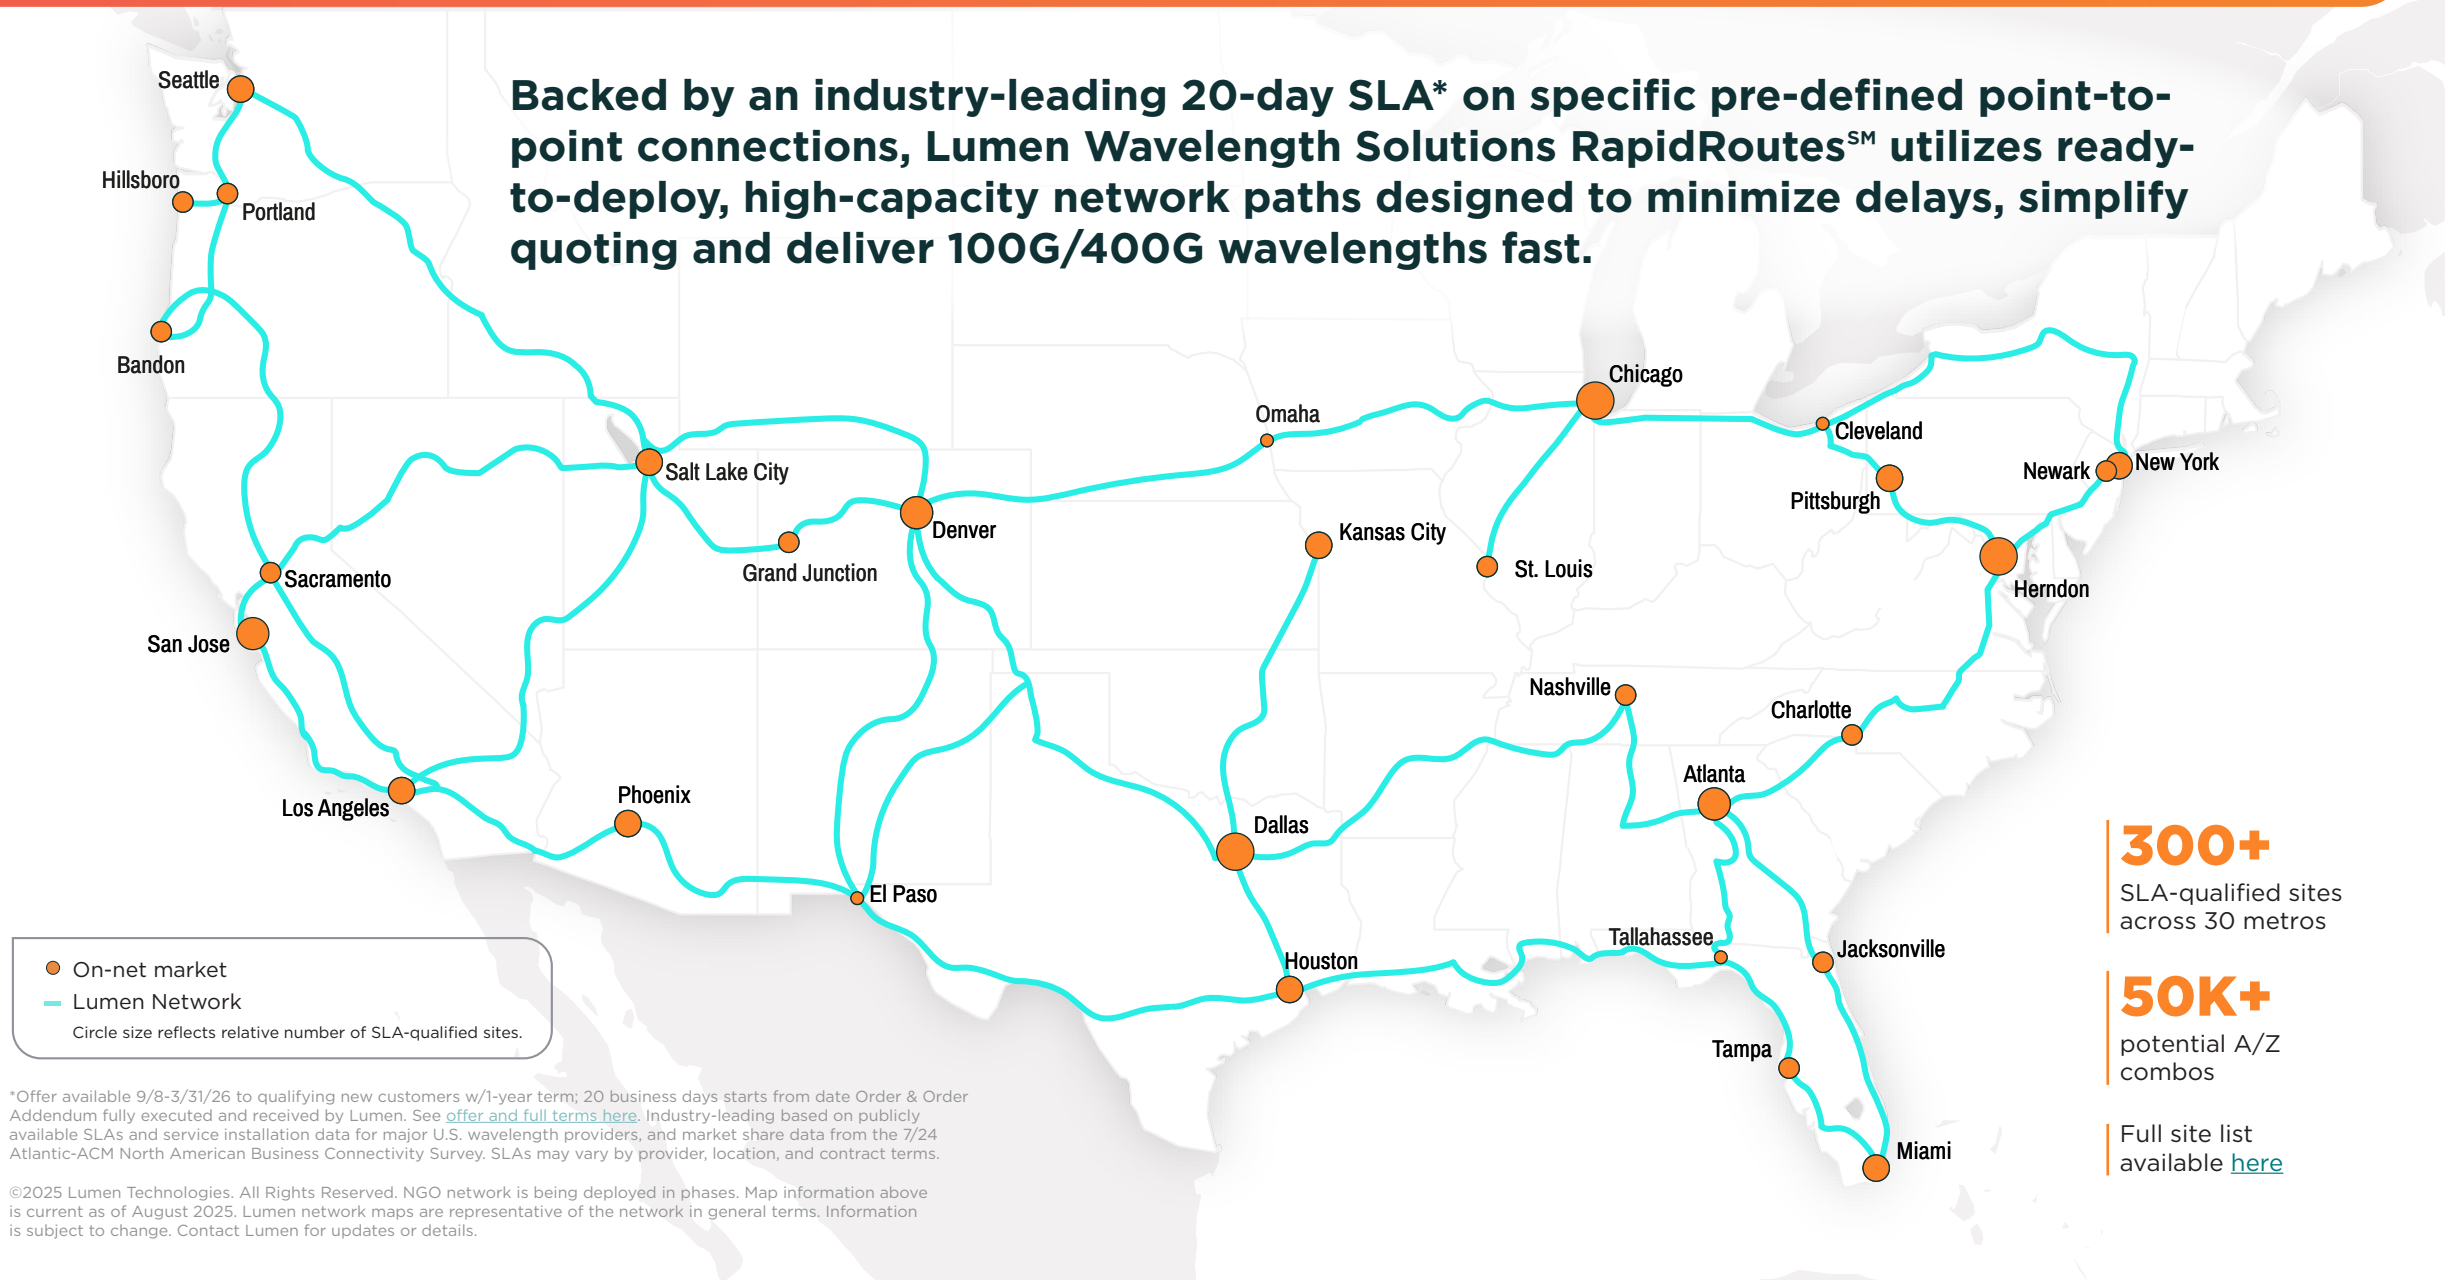 Backed by an industry-leading 20-day SLA* on specific pre-defined point-to-
point connections, Lumen Wavelength Solutions RapidRoutes℠ utilizes ready-
to-deploy, high-capacity network paths designed to minimize delays, simplify
quoting and deliver 100G/400G wavelengths fast.
Seattle
Hillsboro
Portland
Bandon
Chicago
Omaha
Cleveland
New York
Newark
Salt Lake City
Pittsburgh
Denver
Kansas City
Grand Junction
St. Louis
Sacramento
Herndon
San Jose
Nashville
Charlotte
Atlanta
Phoenix
Los Angeles
Dallas
El Paso
Tallahassee
Jacksonville
Houston
Tampa
Miami
300+
SLA-qualified sites
across 30 metros
50K+
potential A/Z
combos
Full site list
available here
On-net market
Lumen Network
Circle size reflects relative number of SLA-qualified sites.
*Offer available 9/8-3/31/26 to qualifying new customers w/1-year term; 20 business days starts from date Order & Order
Addendum fully executed and received by Lumen. See offer and full terms here. Industry-leading based on publicly
available SLAs and service installation data for major U.S. wavelength providers, and market share data from the 7/24
Atlantic-ACM North American Business Connectivity Survey. SLAs may vary by provider, location, and contract terms.
©2025 Lumen Technologies. All Rights Reserved. NGO network is being deployed in phases. Map information above
is current as of August 2025. Lumen network maps are representative of the network in general terms. Information
is subject to change. Contact Lumen for updates or details.